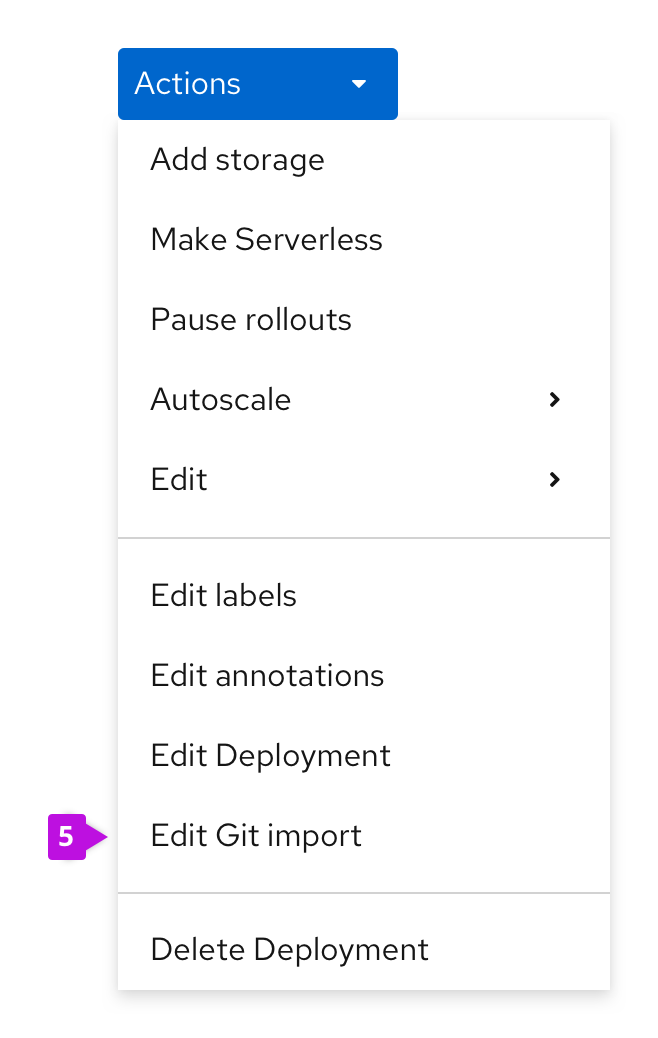 Actions
Add storage
Make Serverless
Pause rollouts
Autoscale
Edit
Edit labels
Edit annotations
Edit Deployment
5 Edit Git import
Delete Deployment